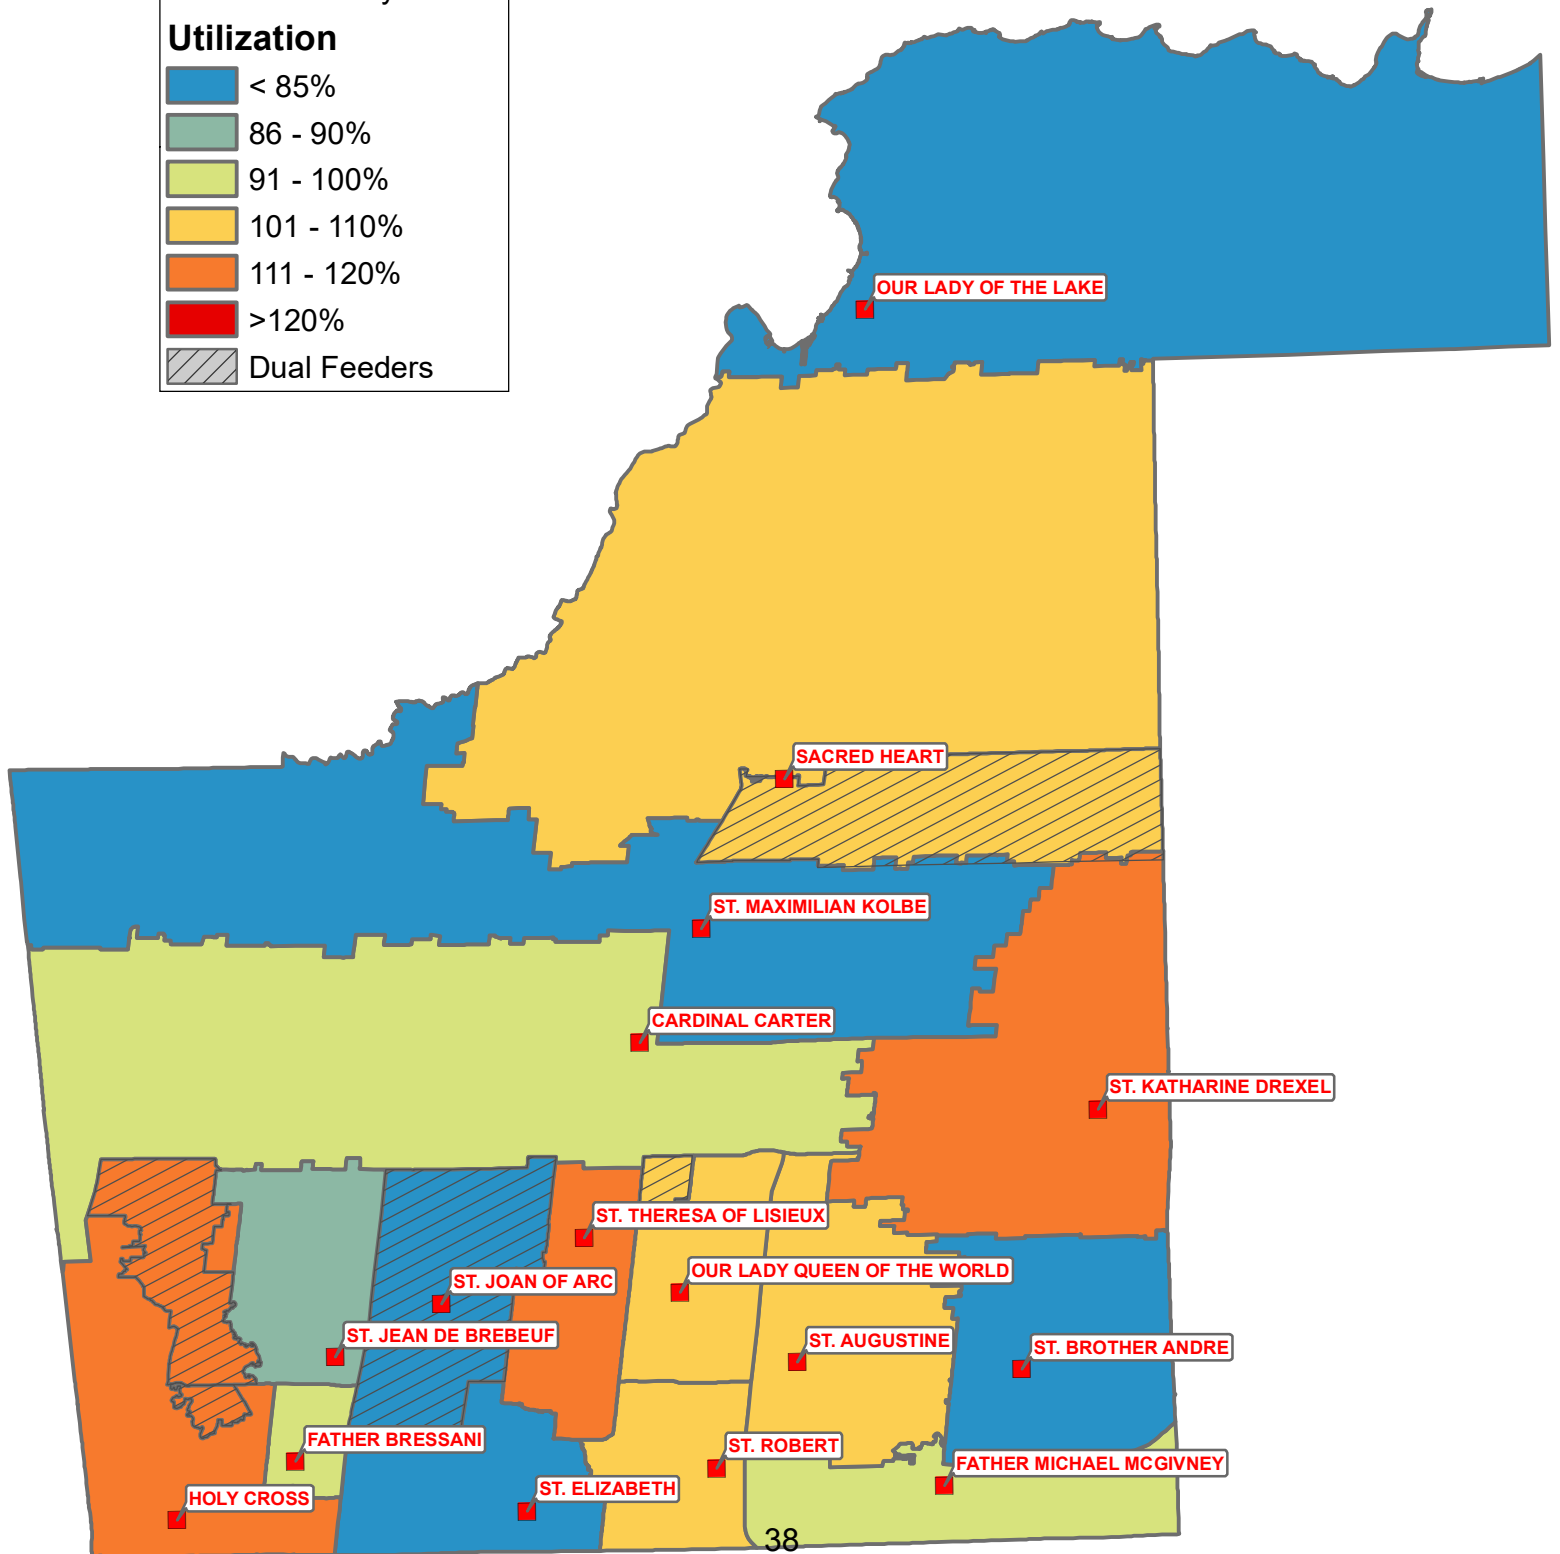 Utilization
< 85%
86 - 90%
91 - 100%
101 - 110%
111 - 120%
>120%
Dual Feeders
OUR LADY OF THE LAKE
SACRED HEART
ST. MAXIMILIAN KOLBE
CARDINAL CARTER
ST. KATHARINE DREXEL
ST. THERESA OF LISIEUX
OUR LADY QUEEN OF THE WORLD
ST. JOAN OF ARC
ST. JEAN DE BREBEUF
ST. AUGUSTINE
ST. BROTHER ANDRE
FATHER BRESSANI
ST. ROBERT
FATHER MICHAEL MCGIVNEY
ST. ELIZABETH
HOLY CROSS
38